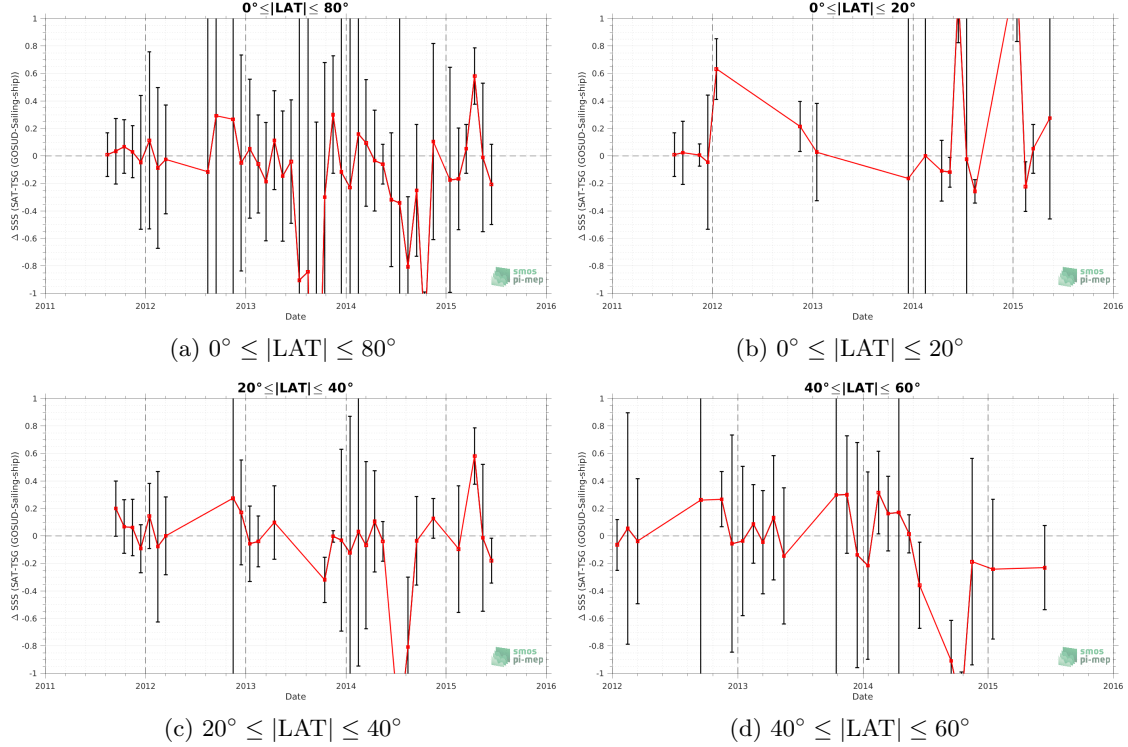 0°≤|LAT|≤ 80°
Δ SSS (SAT-TSG (GOSUD-Sailing-ship))
1
0.8
0.6
0.4
0.2
0
-0.2
-0.4
-0.6
-0.8
-1
2011 2012 2013 2014 2015 2016
Date
smos
pi-mep
(a) 0° ≤ |LAT| ≤ 80°
0°≤|LAT|≤ 20°
Δ SSS (SAT-TSG (GOSUD-Sailing-ship))
1
0.8
0.6
0.4
0.2
0
-0.2
-0.4
-0.6
-0.8
-1
2011 2012 2013 2014 2015 2016
Date
smos
pi-mep
(b) 0° ≤ |LAT| ≤ 20°
20°≤|LAT|≤ 40°
Δ SSS (SAT-TSG (GOSUD-Sailing-ship))
1
0.8
0.6
0.4
0.2
0
-0.2
-0.4
-0.6
-0.8
-1
2011 2012 2013 2014 2015 2016
Date
smos
pi-mep
(c) 20° ≤ |LAT| ≤ 40°
40°≤|LAT|≤ 60°
Δ SSS (SAT-TSG (GOSUD-Sailing-ship))
1
0.8
0.6
0.4
0.2
0
-0.2
-0.4
-0.6
-0.8
-1
2012 2013 2014 2015 2016
Date
smos
pi-mep
(d) 40° ≤ |LAT| ≤ 60°